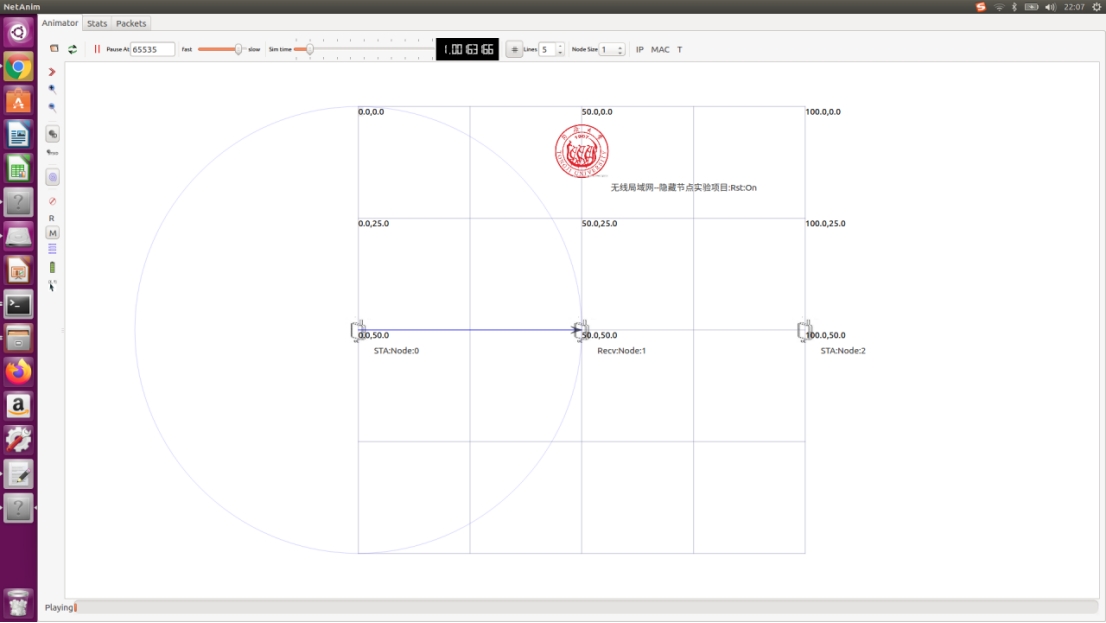 NetAnim
22:07
Animator Stats Packets
Pause At 65535 fast slow Sim time 1.00163166 # Lines 5 Node Size 1 IP MAC T
R
M
0.0,0.0 50.0,0.0 100.0,0.0
1907
TONGJI UNIVERSITY
无线局域网--隐藏节点实验项目:Rst:On
0.0,25.0 50.0,25.0 100.0,25.0
0.0,50.0 50.0,50.0 100.0,50.0
STA:Node:0 Recv:Node:1 STA:Node:2
Playing